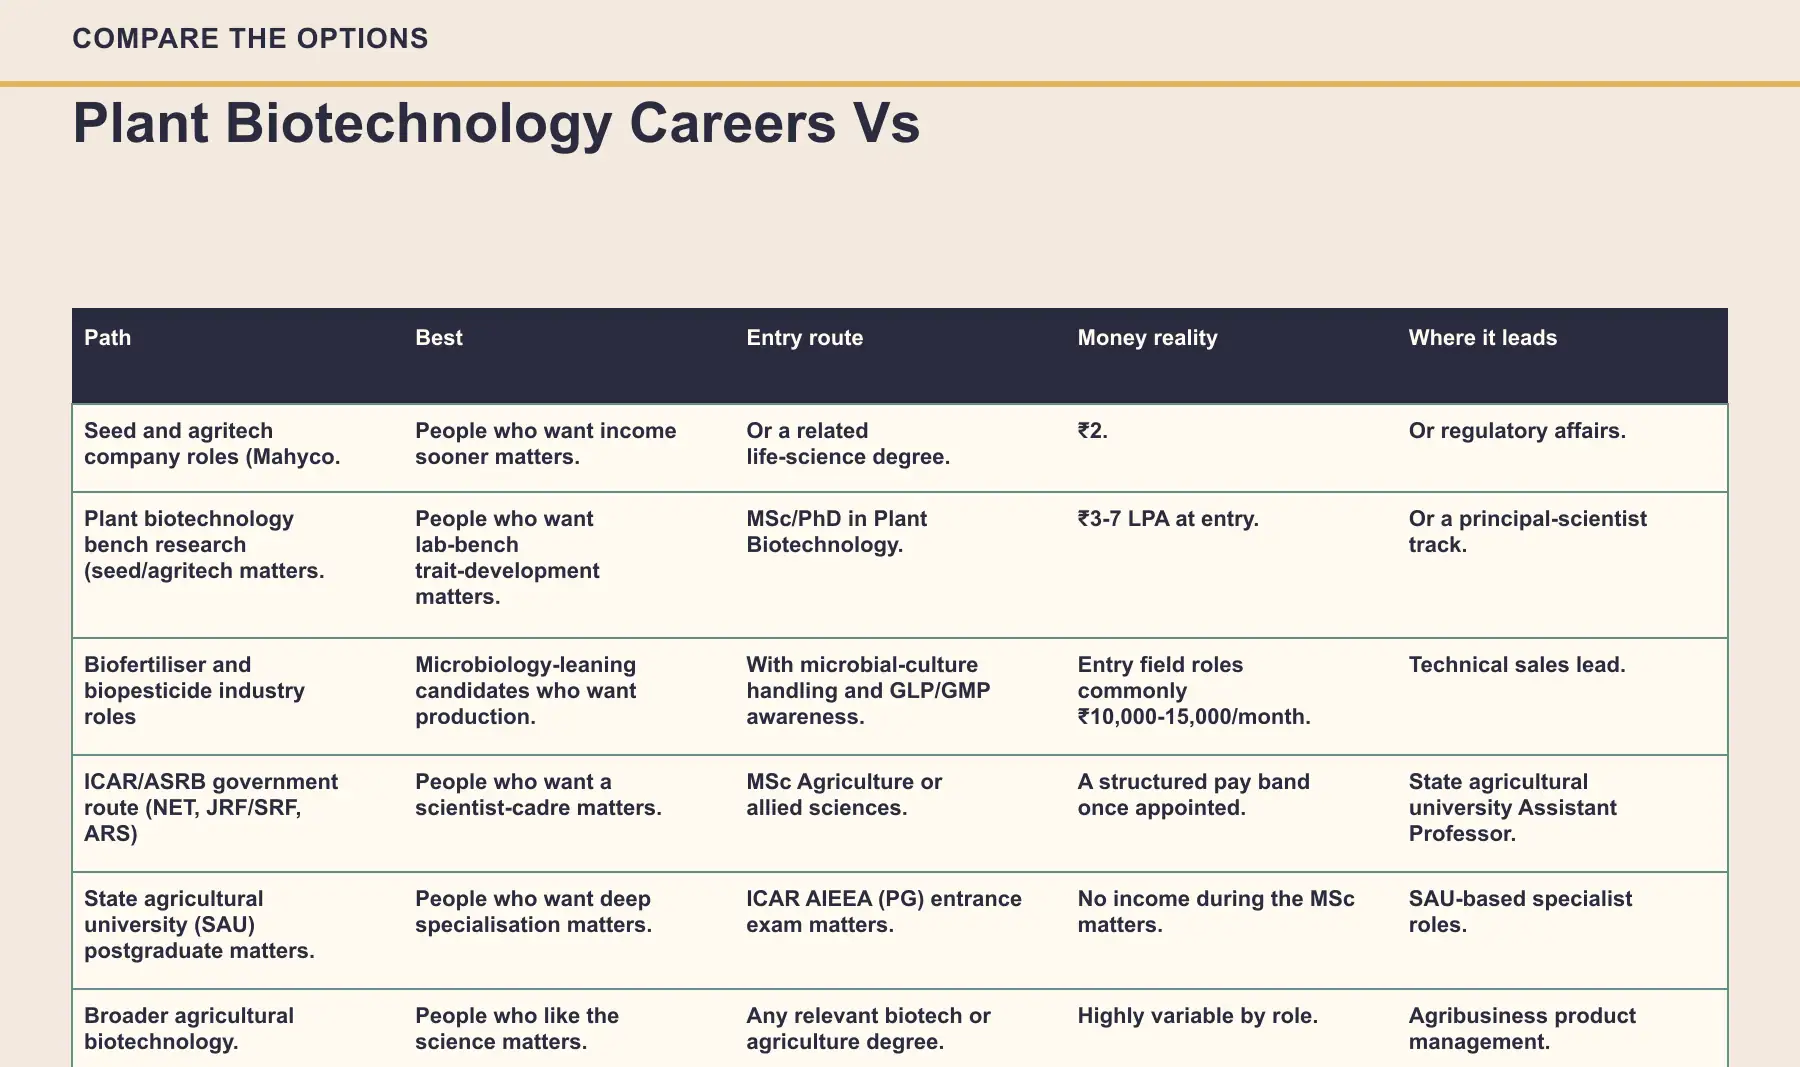 COMPARE THE OPTIONS
Plant Biotechnology Careers Vs
Path
Best
Entry route
Money reality
Where it leads
Seed and agritech
company roles (Mahyco.
People who want income
sooner matters.
Or a related
life-science degree.
₹2.
Or regulatory affairs.
Plant biotechnology
bench research
(seed/agritech matters.
People who want
lab-bench
trait-development
matters.
MSc/PhD in Plant
Biotechnology.
₹3-7 LPA at entry.
Or a principal-scientist
track.
Biofertiliser and
biopesticide industry
roles
Microbiology-leaning
candidates who want
production.
With microbial-culture
handling and GLP/GMP
awareness.
Entry field roles
commonly
₹10,000-15,000/month.
Technical sales lead.
ICAR/ASRB government
route (NET, JRF/SRF,
ARS)
People who want a
scientist-cadre matters.
MSc Agriculture or
allied sciences.
A structured pay band
once appointed.
State agricultural
university Assistant
Professor.
State agricultural
university (SAU)
postgraduate matters.
People who want deep
specialisation matters.
ICAR AIEEA (PG) entrance
exam matters.
No income during the MSc
matters.
SAU-based specialist
roles.
Broader agricultural
biotechnology.
People who like the
science matters.
Any relevant biotech or
agriculture degree.
Highly variable by role.
Agribusiness product
management.